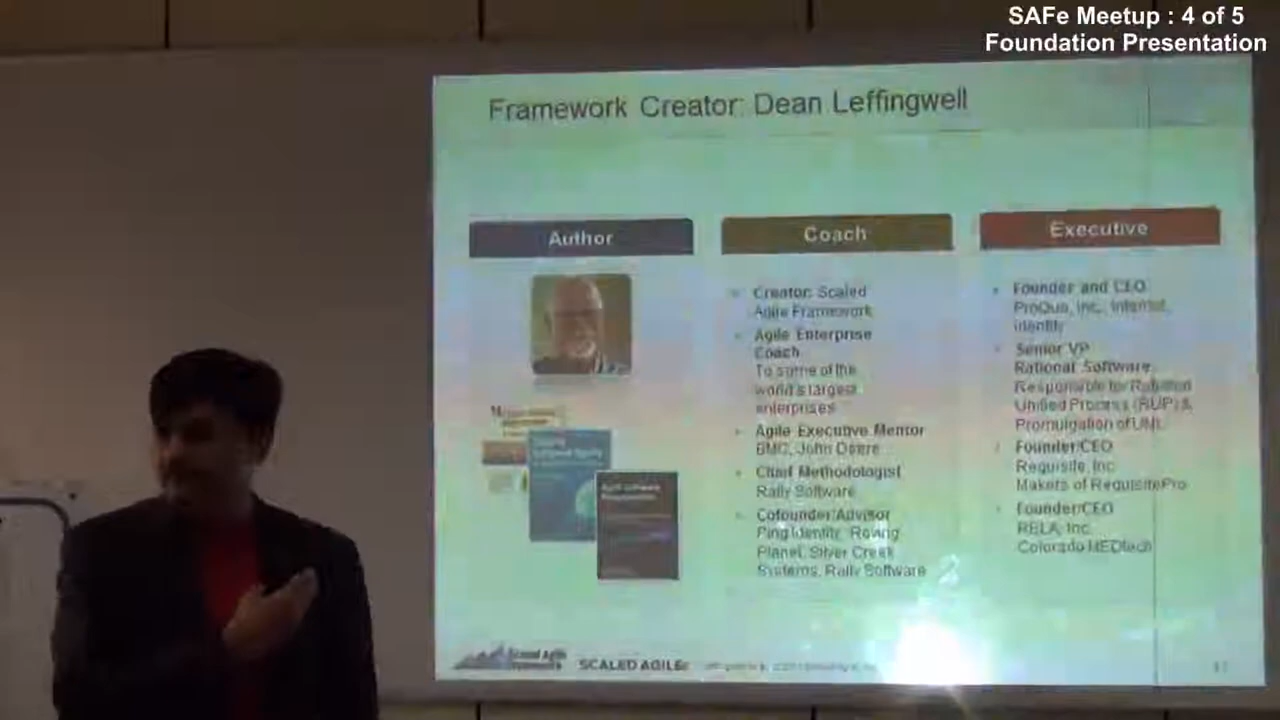 SAFe Meetup : 4 of 5
Foundation Presentation
Framework Creator: Dean Leffingwell
Author
Coach
Executive
Creator: Scaled
Agile Framework
Agile Enterprise
Coach
To some of the
world's largest
enterprises
Agile Executive Mentor
BMC, John Deere
Chief Methodologist
Rally Software
Cofounder/Advisor
Ping Identity, Roving
Planet, Silver Creek
Systems, Rally Software
Founder and CEO
ProQuo, Inc., Internet
Identity
Senior VP
Rational Software
Responsible for Rational
Unified Process (RUP) &
Promulgation of UML
Founder/CEO
Requisite, Inc.
Makers of RequisitePro
Founder/CEO
RELA, Inc.
Colorado MEDtech
Scaled Agile
Framework
SCALED AGILE